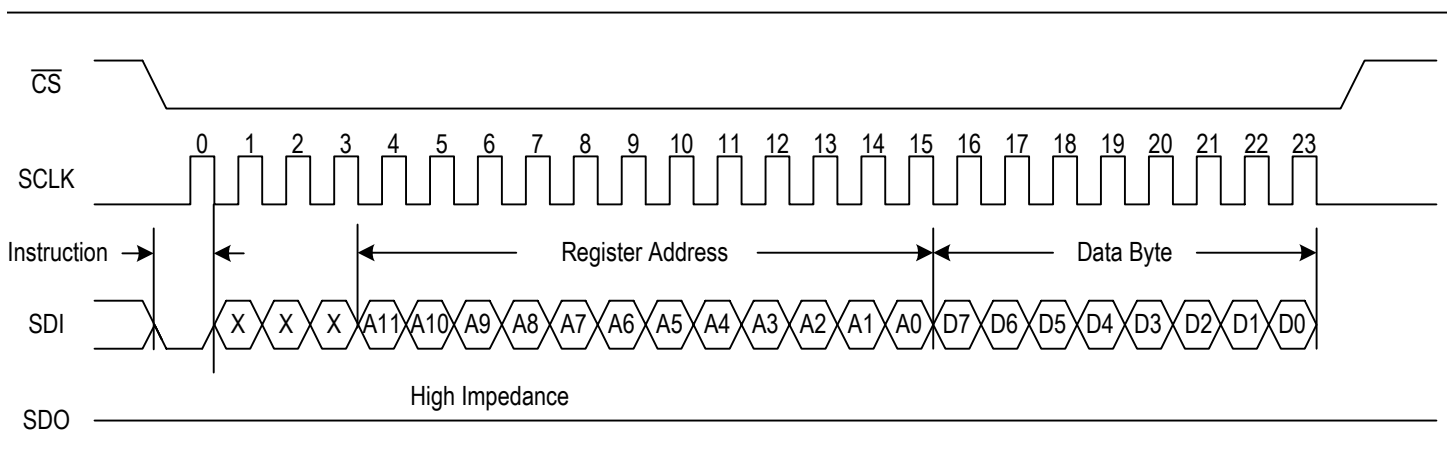 CS
0 1 2 3 4 5 6 7 8 9 10 11 12 13 14 15 16 17 18 19 20 21 22 23
SCLK
Instruction Register Address Data Byte
SDI X X X A11 A10 A9 A8 A7 A6 A5 A4 A3 A2 A1 A0 D7 D6 D5 D4 D3 D2 D1 D0
High Impedance
SDO